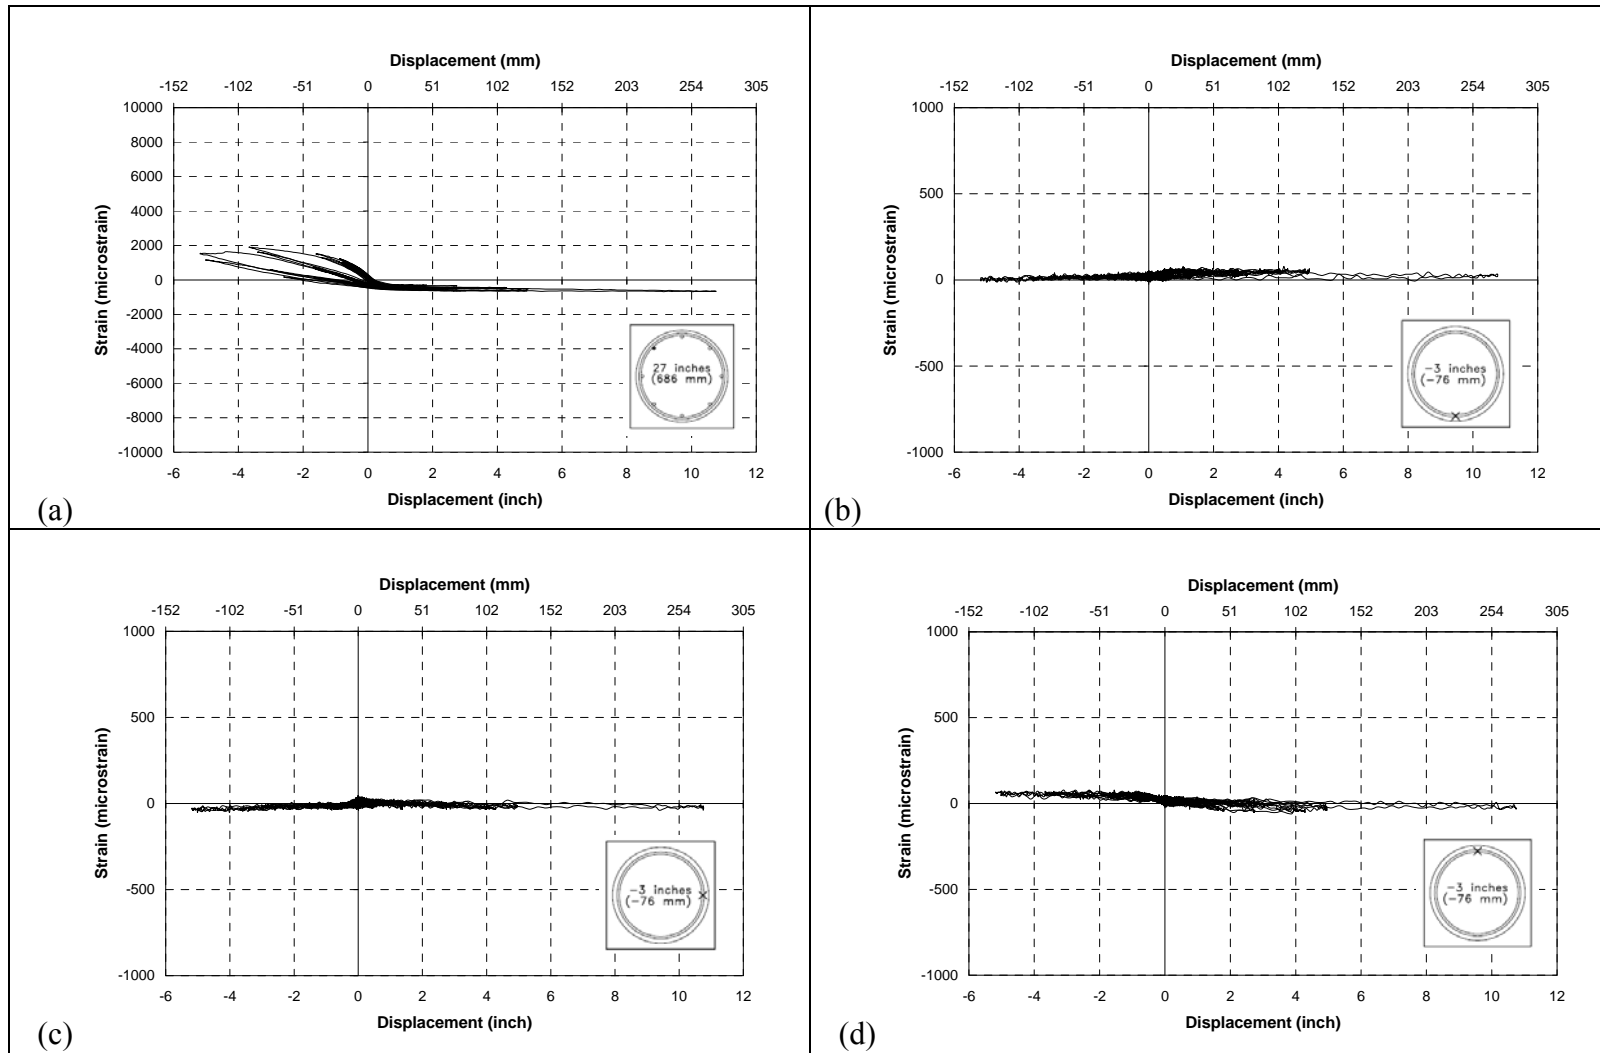 Displacement (mm)
-152 -102 -51 0 51 102 152 203 254 305
10000
8000
6000
4000
2000
0
-2000
-4000
-6000
-8000
-10000
Strain (microstrain)
27 inches
(686 mm)
-6 -4 -2 0 2 4 6 8 10 12
Displacement (inch)
(a)
Displacement (mm)
-152 -102 -51 0 51 102 152 203 254 305
1000
500
0
-500
-1000
Strain (microstrain)
-3 inches
(-76 mm)
-6 -4 -2 0 2 4 6 8 10 12
Displacement (inch)
(b)
Displacement (mm)
-152 -102 -51 0 51 102 152 203 254 305
1000
500
0
-500
-1000
Strain (microstrain)
-3 inches
(-76 mm)
-6 -4 -2 0 2 4 6 8 10 12
Displacement (inch)
(c)
Displacement (mm)
-152 -102 -51 0 51 102 152 203 254 305
1000
500
0
-500
-1000
Strain (microstrain)
-3 inches
(-76 mm)
-6 -4 -2 0 2 4 6 8 10 12
Displacement (inch)
(d)